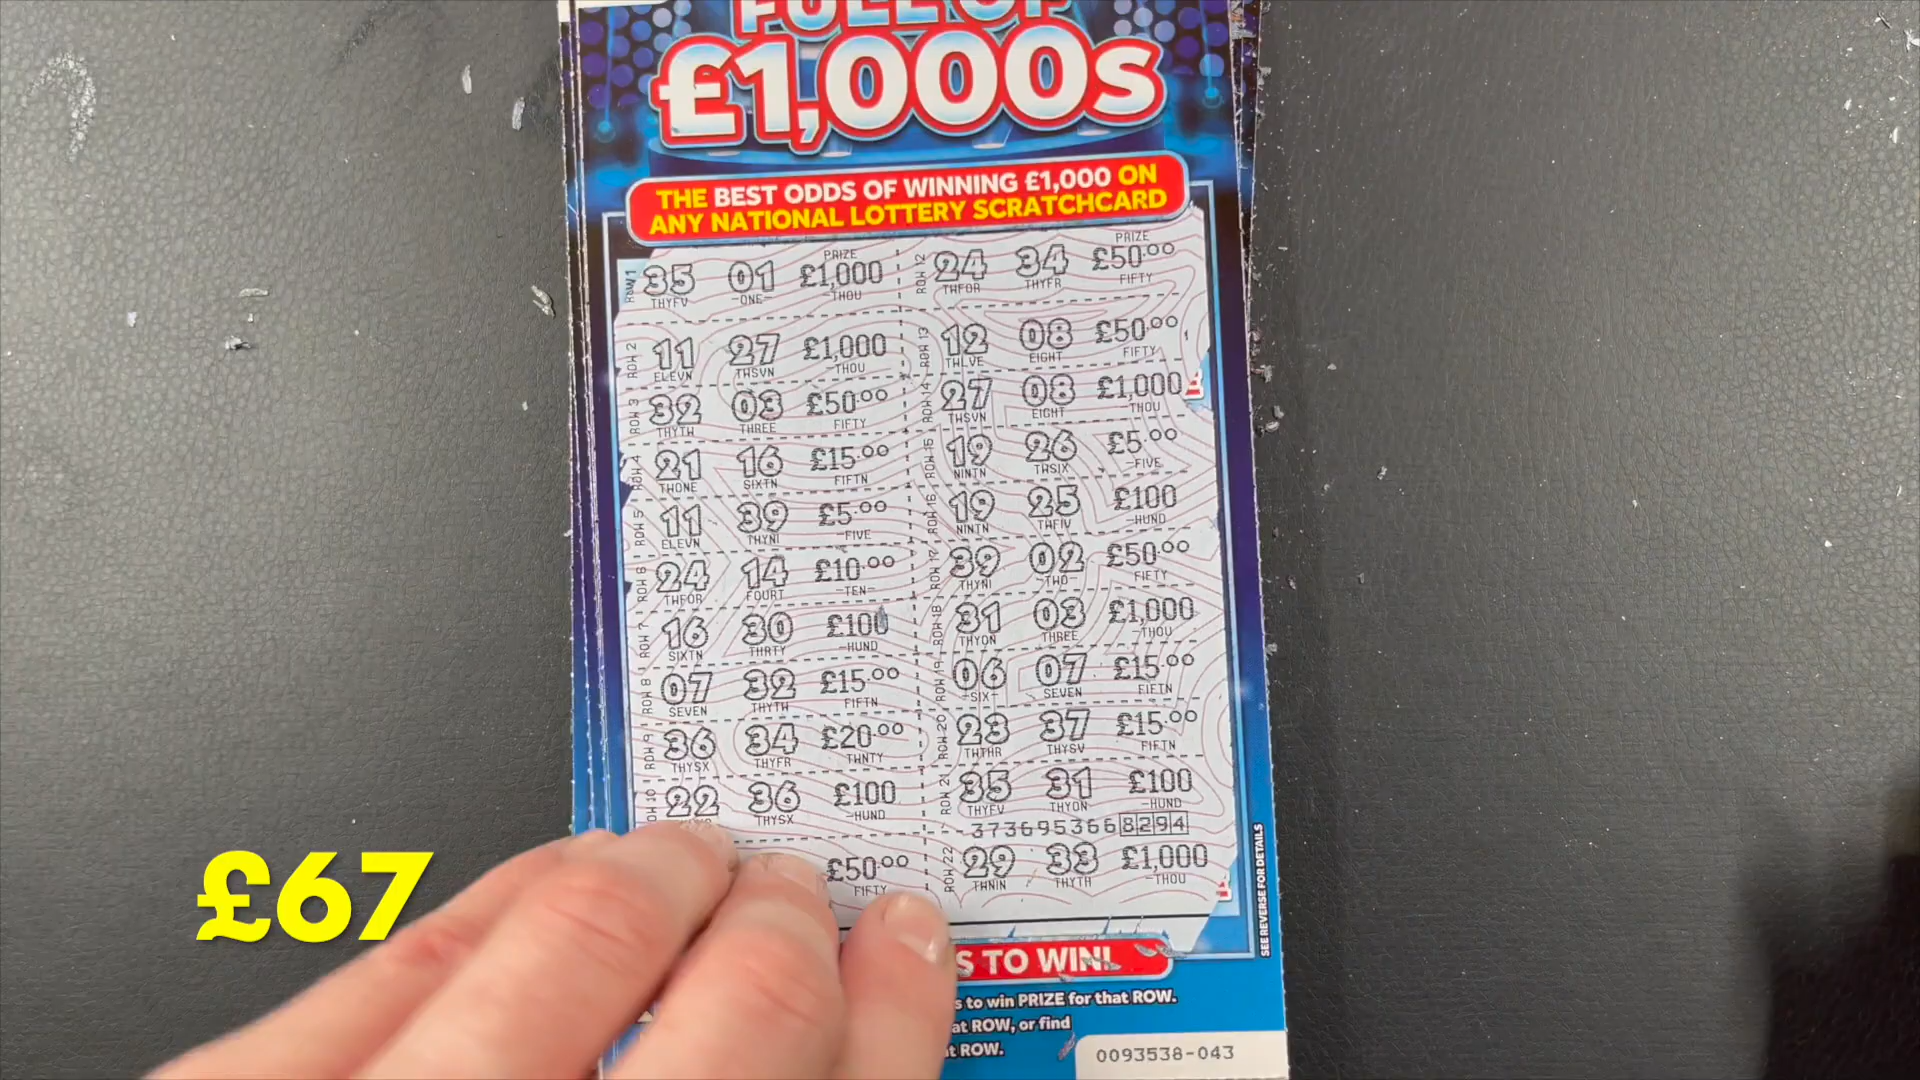 FULL OF
£1,000s
THE BEST ODDS OF WINNING £1,000 ON
ANY NATIONAL LOTTERY SCRATCHCARD
PRIZE
ROW 1 35 01 £1,000
THYFV -ONE- -THOU
ROW 2 11 27 £1,000
ELEVN TWSVN -THOU
ROW 3 32 03 £50.00
THYTW THREE FIFTY
ROW 4 21 16 £15.00
TWONE SIXTN FIFTN
ROW 5 11 39 £5.00
ELEVN THYNI -FIVE
ROW 6 24 14 £10.00
TWFOR FOURT -TEN-
ROW 7 16 30 £100
SIXTN THRTY -HUND
ROW 8 07 32 £15.00
SEVEN THYTW FIFTN
ROW 9 36 34 £20.00
THYSX THYFR TWNTY
ROW 10 22 36 £100
THYSX -HUND
£50.00
FIFTY
PRIZE
ROW 12 24 34 £50.00
TWFOR THYFR FIFTY
ROW 13 12 08 £50.00
TWLVE EIGHT FIFTY
ROW 14 27 08 £1,000
TWSVN EIGHT -THOU
ROW 15 19 26 £5.00
NINTN TWSIX -FIVE
ROW 16 19 25 £100
NINTN TWFIV -HUND
ROW 17 39 02 £50.00
THYNI -TWO- FIFTY
ROW 18 31 03 £1,000
THYON THREE -THOU
ROW 19 06 07 £15.00
-SIX- SEVEN FIFTN
ROW 20 23 37 £15.00
TWTHR THYSV FIFTN
ROW 21 35 31 £100
THYFV THYON -HUND
3736953668294
ROW 22 29 33 £1,000
TWNIN THYTH -THOU
SEE REVERSE FOR DETAILS
S TO WIN!
s to win PRIZE for that ROW.
at ROW, or find
t ROW.
0093538-043
£67